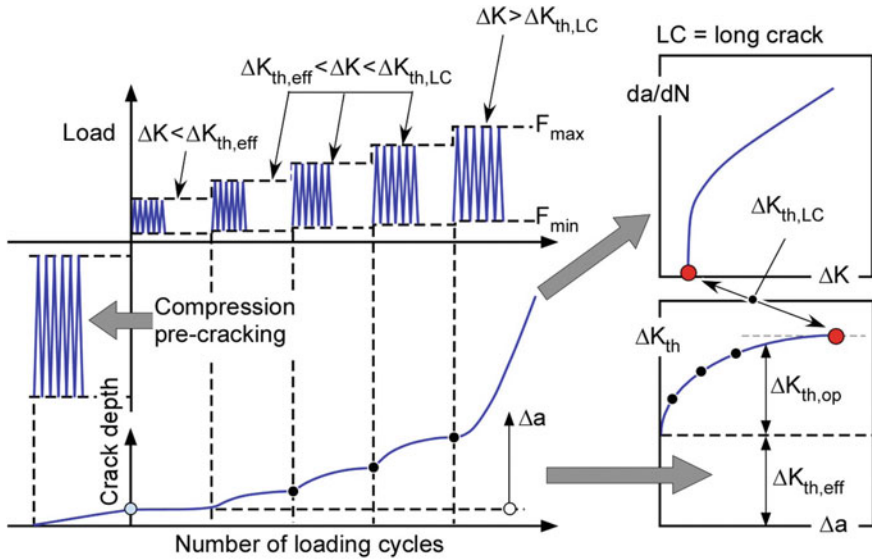 ΔK>ΔK_th,LC
LC = long crack
ΔK_th,eff<ΔK<ΔK_th,LC
da/dN
Load
ΔK<ΔK_th,eff
F_max
ΔK_th,LC
F_min
ΔK
Compression
pre-cracking
ΔK_th
ΔK_th,op
Crack depth
Δa
ΔK_th,eff
Δa
Number of loading cycles